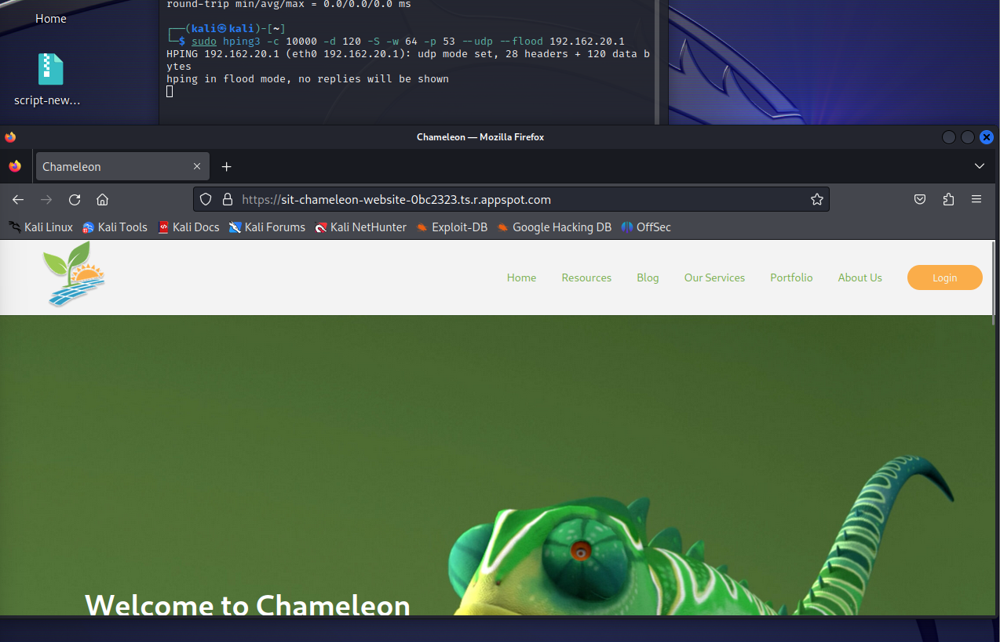 Home
script-new...
round-trip min/avg/max = 0.0/0.0/0.0 ms
┌──(kali㉿kali)-[~]
└─$ sudo hping3 -c 10000 -d 120 -S -w 64 -p 53 --udp --flood 192.162.20.1
HPING 192.162.20.1 (eth0 192.162.20.1): udp mode set, 28 headers + 120 data b
ytes
hping in flood mode, no replies will be shown
Chameleon — Mozilla Firefox
Chameleon
https://sit-chameleon-website-0bc2323.ts.r.appspot.com
Kali Linux Kali Tools Kali Docs Kali Forums Kali NetHunter Exploit-DB Google Hacking DB OffSec
Home Resources Blog Our Services Portfolio About Us Login
Welcome to Chameleon